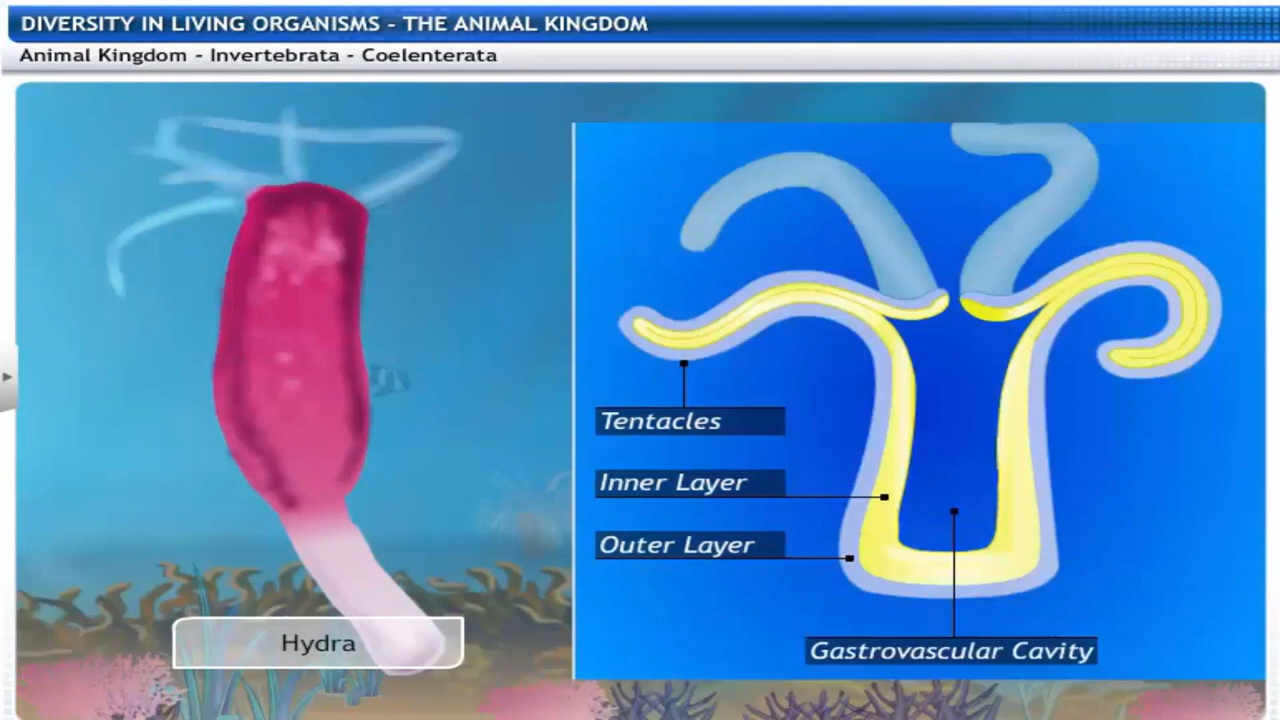 DIVERSITY IN LIVING ORGANISMS - THE ANIMAL KINGDOM
Animal Kingdom - Invertebrata - Coelenterata
Tentacles
Inner Layer
Outer Layer
Hydra
Gastrovascular Cavity